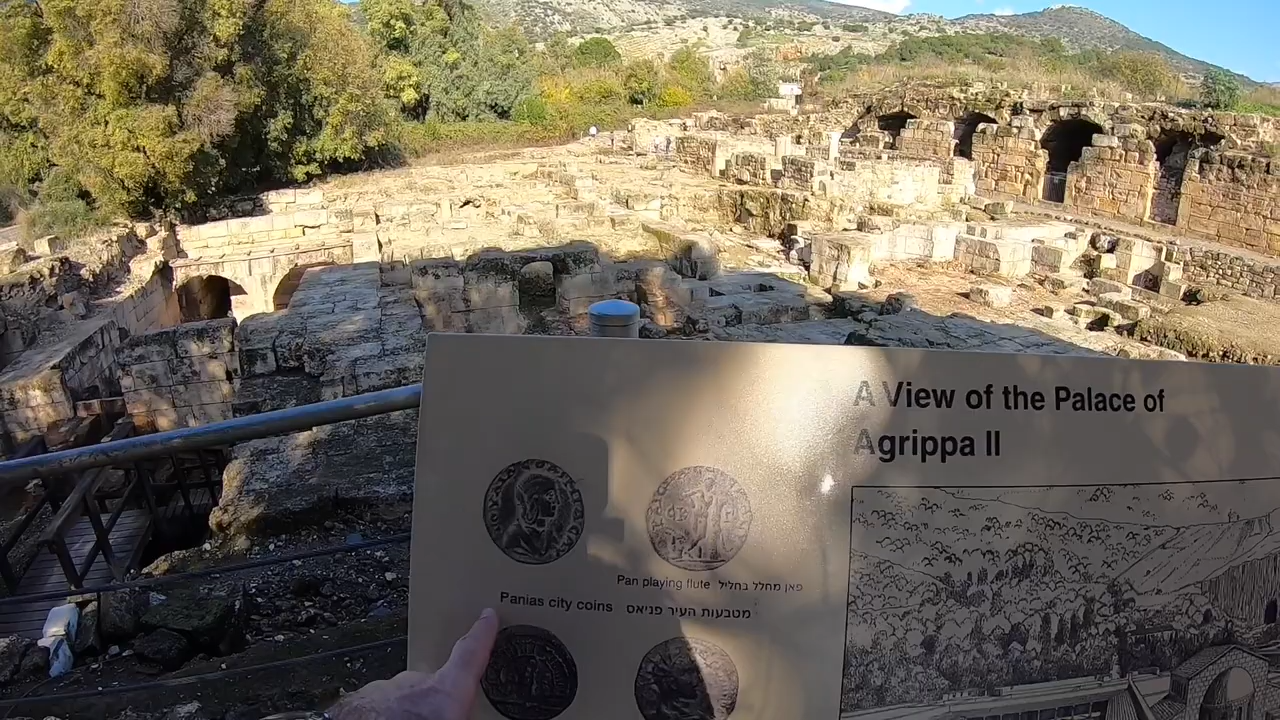 A View of the Palace of
Agrippa II
Pan playing flute פאן מחלל בחליל
Panias city coins מטבעות העיר פניאס